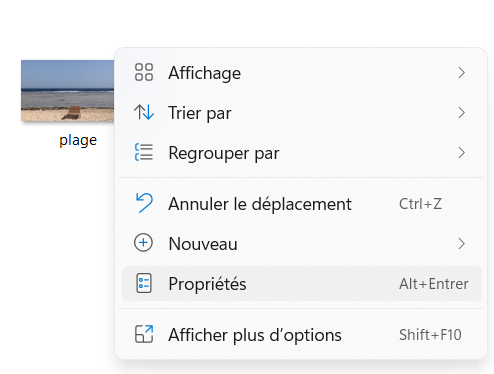 plage
Affichage
Trier par
Regrouper par
Annuler le déplacement Ctrl+Z
Nouveau
Propriétés Alt+Entrer
Afficher plus d’options Shift+F10